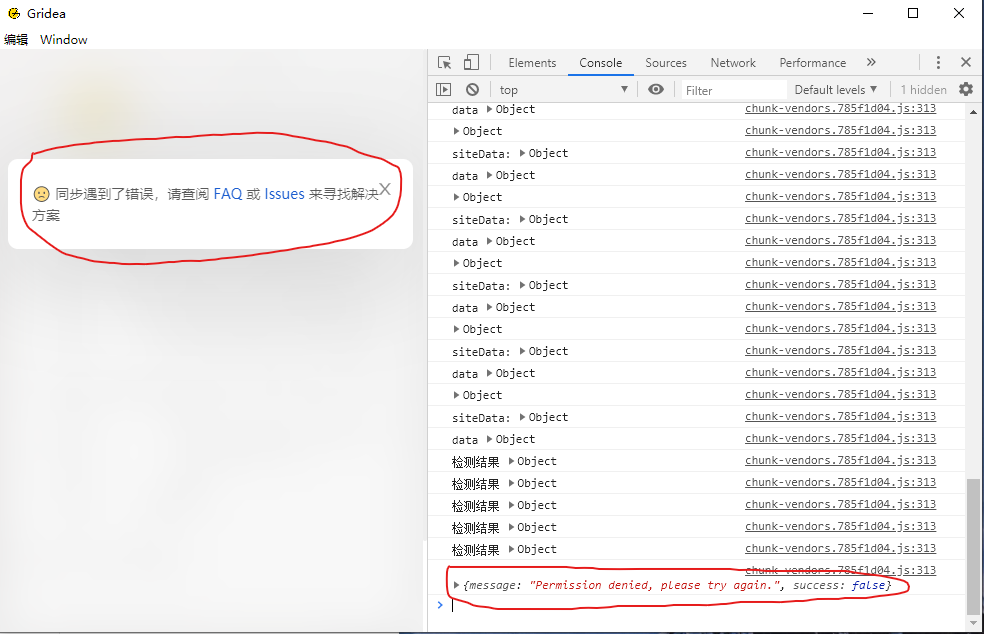 Gridea
编辑 Window
Elements Console Sources Network Performance »
top Filter Default levels ▼ 1 hidden
data ▶Object chunk-vendors.785f1d04.js:313
▶Object chunk-vendors.785f1d04.js:313
siteData: ▶Object chunk-vendors.785f1d04.js:313
data ▶Object chunk-vendors.785f1d04.js:313
▶Object chunk-vendors.785f1d04.js:313
siteData: ▶Object chunk-vendors.785f1d04.js:313
data ▶Object chunk-vendors.785f1d04.js:313
▶Object chunk-vendors.785f1d04.js:313
siteData: ▶Object chunk-vendors.785f1d04.js:313
data ▶Object chunk-vendors.785f1d04.js:313
▶Object chunk-vendors.785f1d04.js:313
siteData: ▶Object chunk-vendors.785f1d04.js:313
data ▶Object chunk-vendors.785f1d04.js:313
▶Object chunk-vendors.785f1d04.js:313
siteData: ▶Object chunk-vendors.785f1d04.js:313
data ▶Object chunk-vendors.785f1d04.js:313
检测结果 ▶Object chunk-vendors.785f1d04.js:313
检测结果 ▶Object chunk-vendors.785f1d04.js:313
检测结果 ▶Object chunk-vendors.785f1d04.js:313
检测结果 ▶Object chunk-vendors.785f1d04.js:313
检测结果 ▶Object chunk-vendors.785f1d04.js:313
chunk-vendors.785f1d04.js:313
▶{message: "Permission denied, please try again.", success: false}
🙁 同步遇到了错误，请查阅 FAQ 或 Issues 来寻找解决
方案